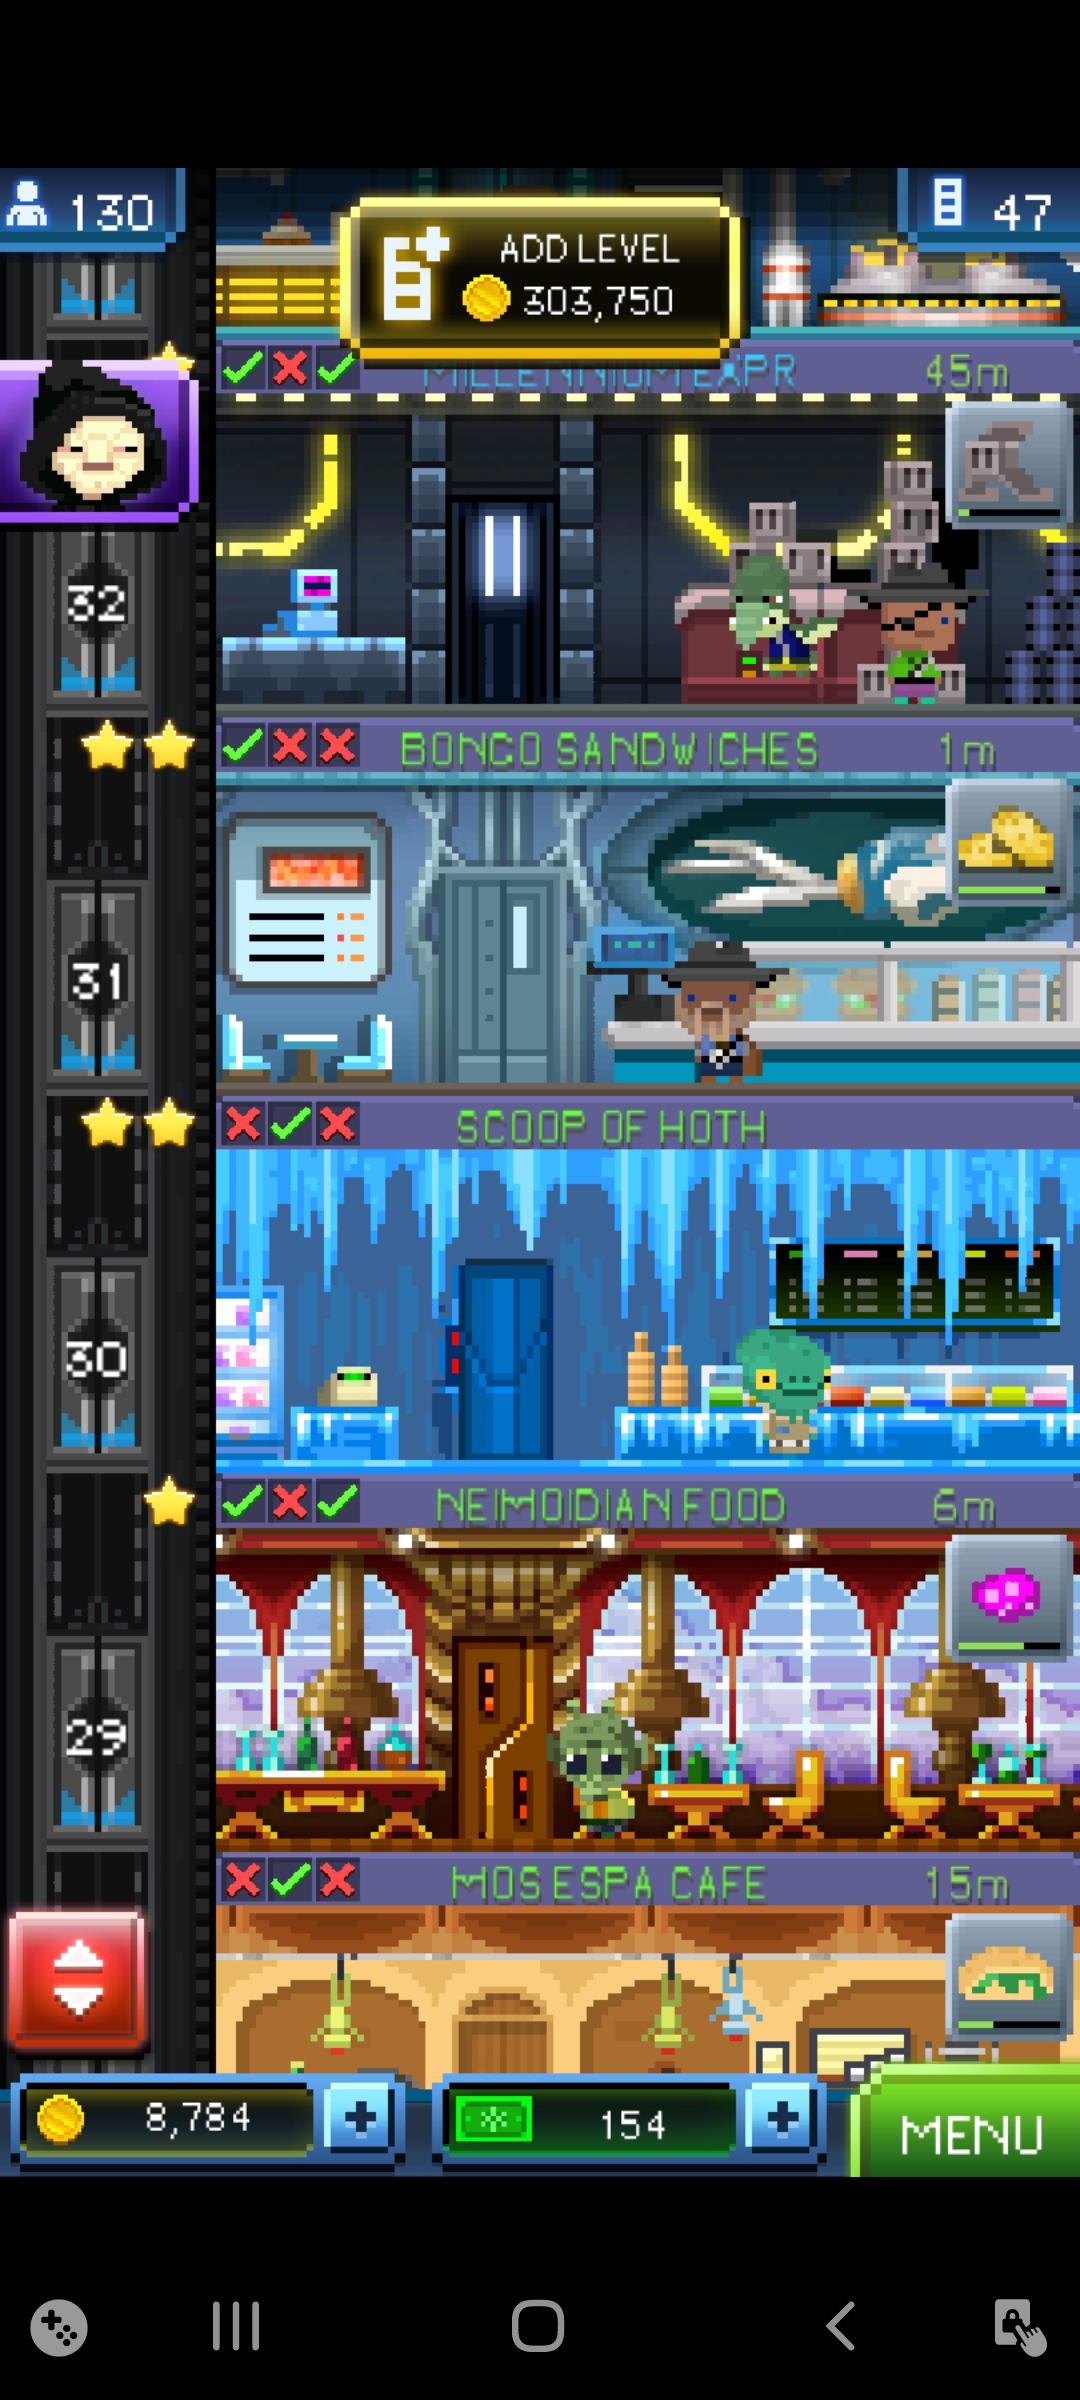 130
47
ADD LEVEL
303,750
MILLENNIUM EXPR 45m
32
BONGO SANDWICHES 1m
31
SCOOP OF HOTH
30
NEIMOIDIAN FOOD 6m
29
MOS ESPA CAFE 15m
8,784
154
MENU